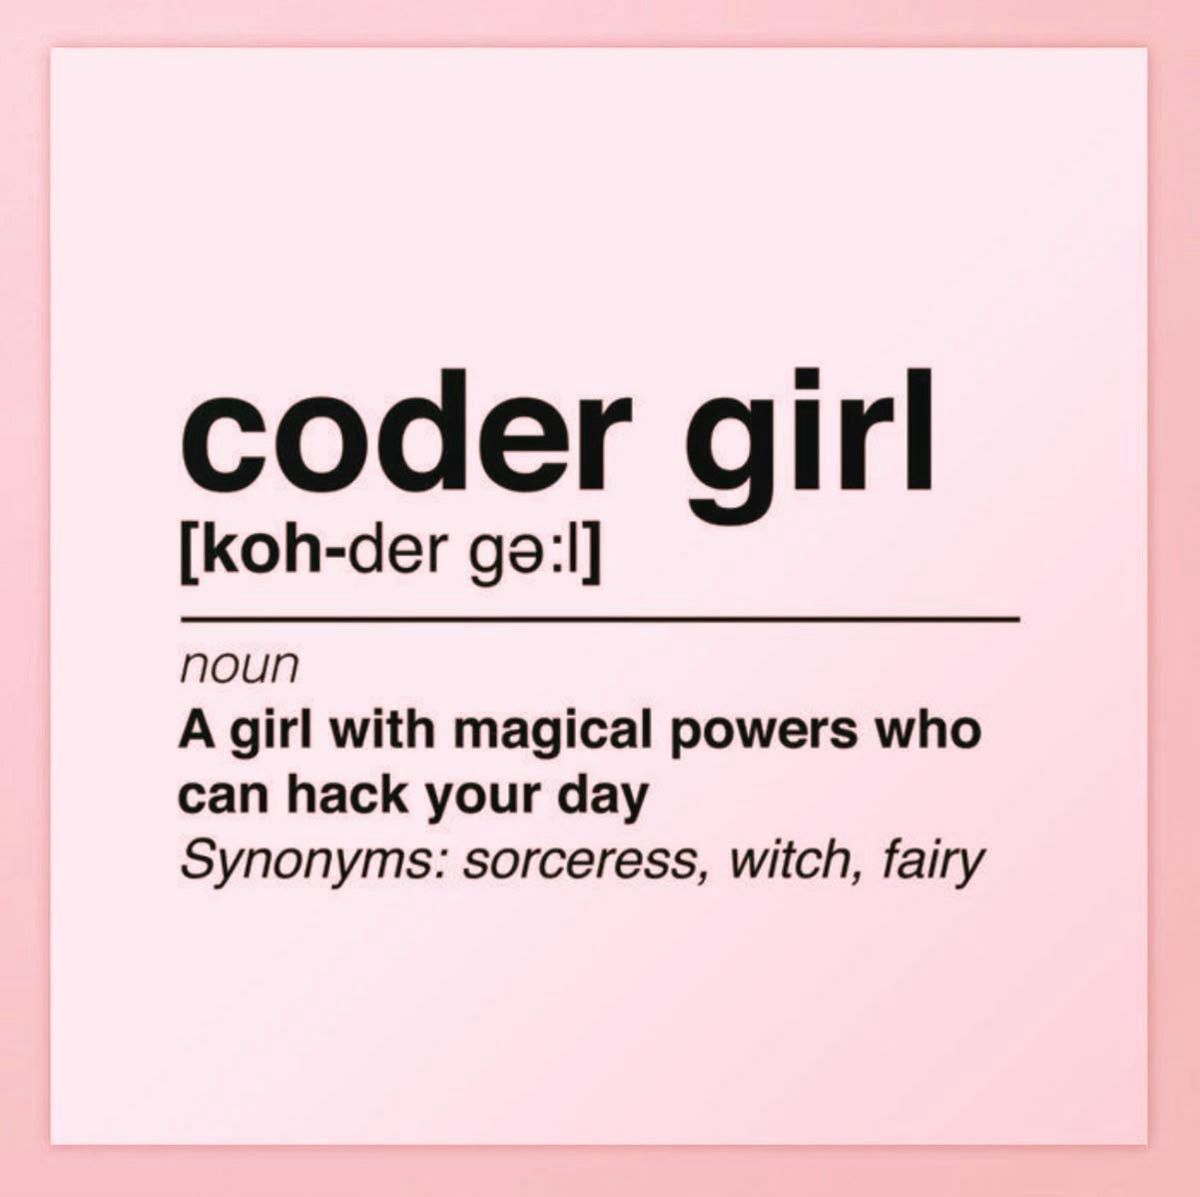 coder girl
[koh-der gə:l]
noun
A girl with magical powers who
can hack your day
Synonyms: sorceress, witch, fairy